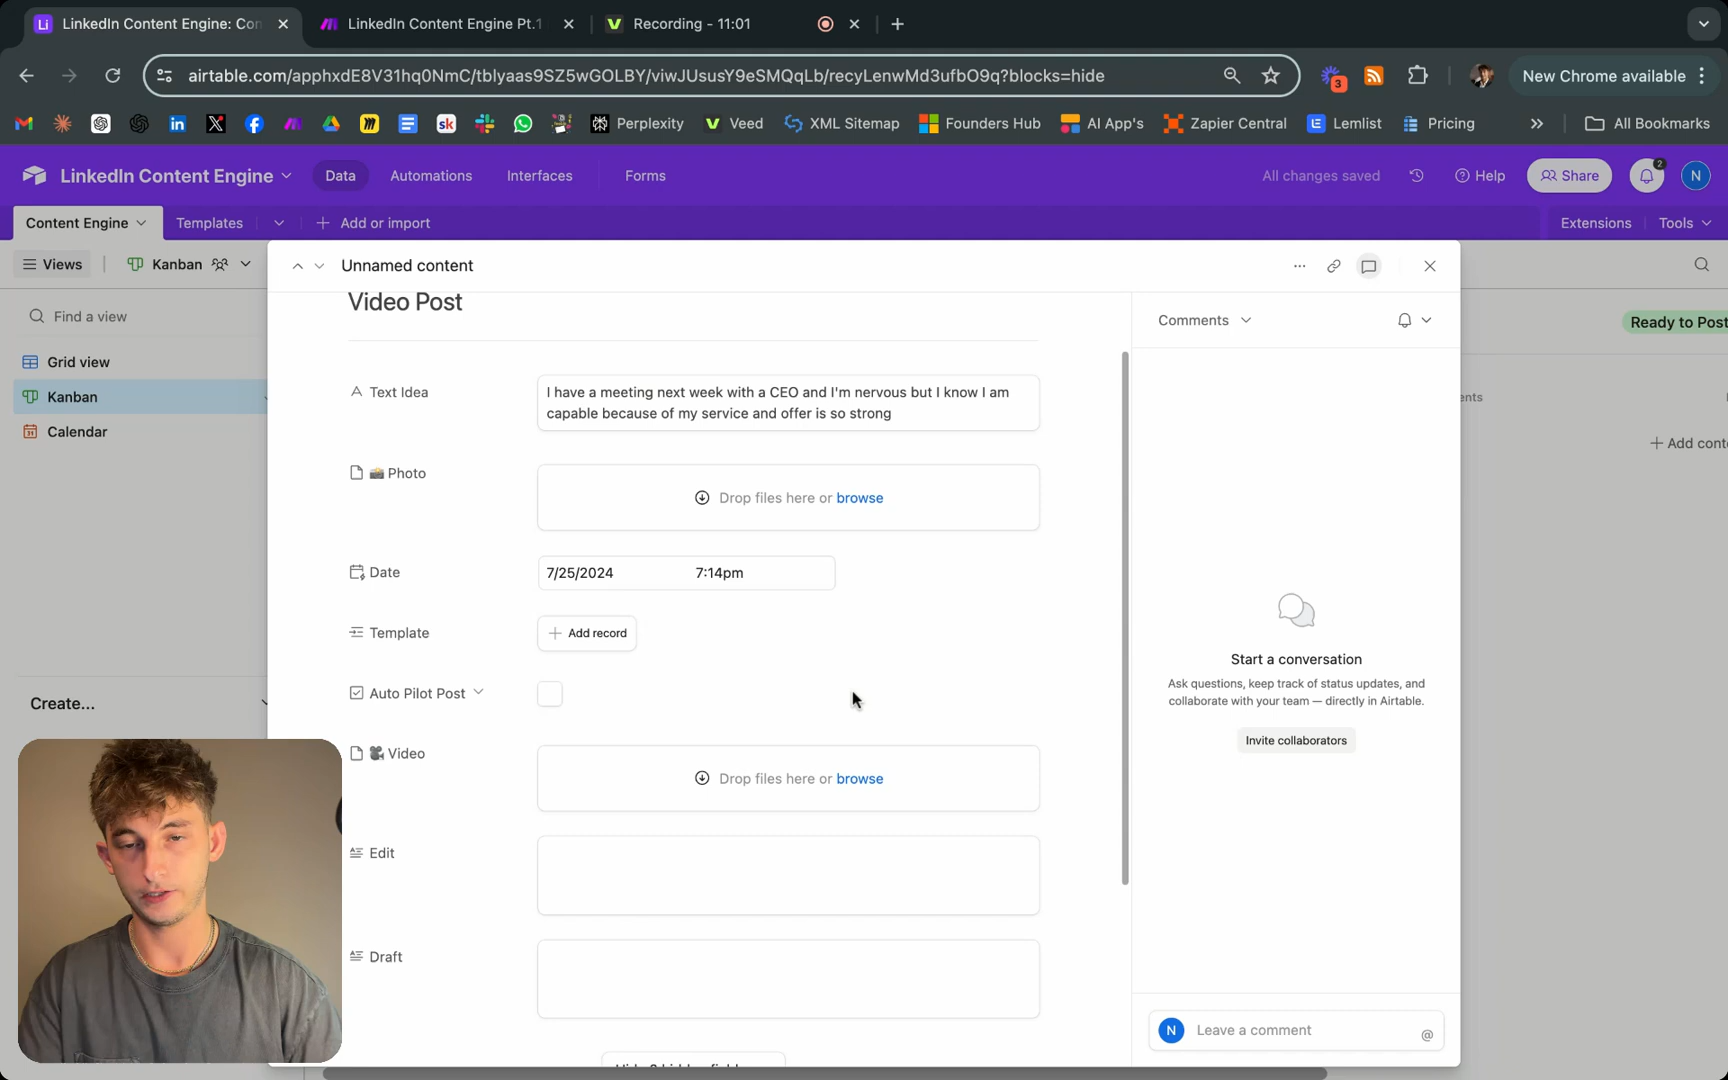 LinkedIn Content Engine: Con
LinkedIn Content Engine Pt.1
Recording - 11:01
airtable.com/apphxdE8V31hq0NmC/tblyaas9SZ5wGOLBY/viwJUsusY9eSMQqLb/recyLenwMd3ufbO9q?blocks=hide
3
New Chrome available
Perplexity
Veed
XML Sitemap
Founders Hub
AI App's
Zapier Central
Lemlist
Pricing
All Bookmarks
LinkedIn Content Engine
Data
Automations
Interfaces
Forms
All changes saved
Help
Share
2
N
Content Engine
Templates
Add or import
Extensions
Tools
Views
Kanban
Unnamed content
Find a view
Grid view
Kanban
Calendar
Create...
Video Post
Text Idea
I have a meeting next week with a CEO and I'm nervous but I know I am
capable because of my service and offer is so strong
Photo
Drop files here or browse
Date
7/25/2024 7:14pm
Template
Add record
Auto Pilot Post
Video
Drop files here or browse
Edit
Draft
Comments
Start a conversation
Ask questions, keep track of status updates, and
collaborate with your team — directly in Airtable.
Invite collaborators
N
Leave a comment
@
Ready to Post
ents
Add conte